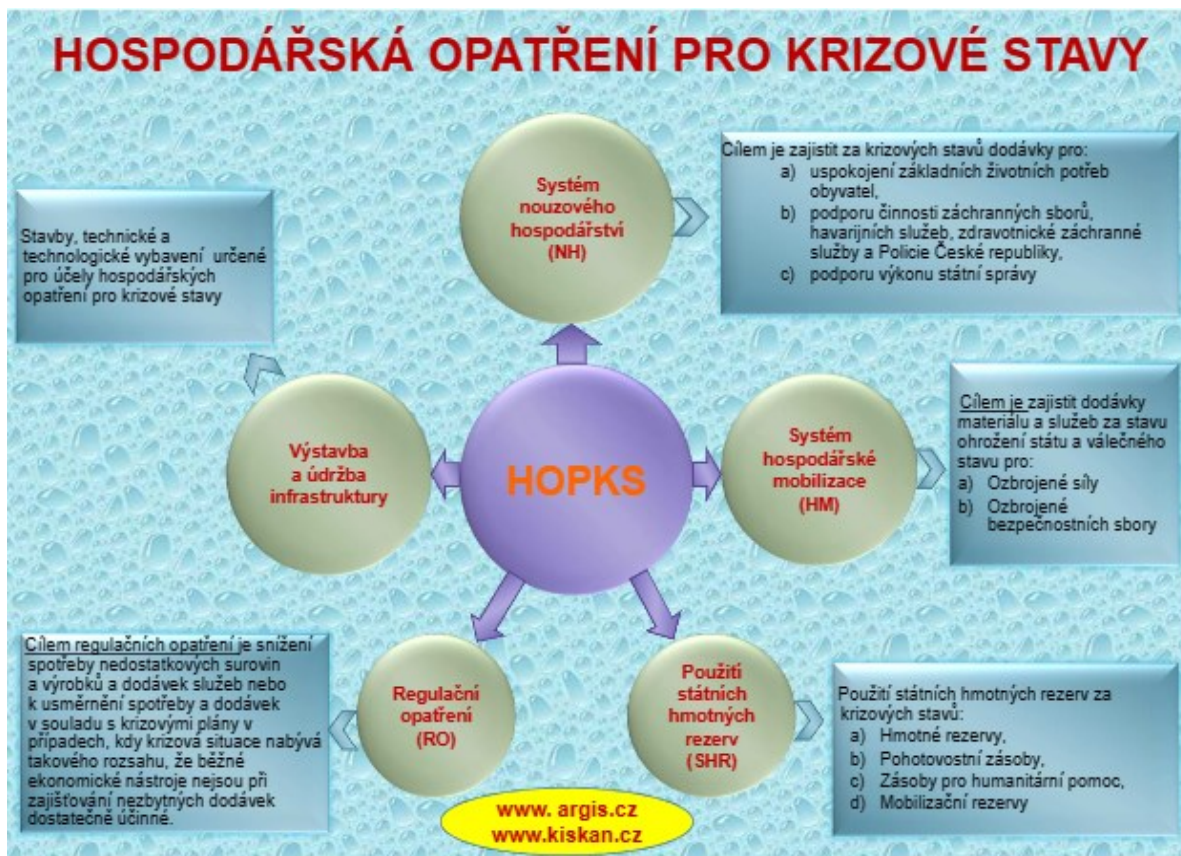 HOSPODÁŘSKÁ OPATŘENÍ PRO KRIZOVÉ STAVY
Systém
nouzového
hospodářství
(NH)
Cílem je zajistit za krizových stavů dodávky pro:
a) uspokojení základních životních potřeb
obyvatel,
b) podporu činnosti záchranných sborů,
havarijních služeb, zdravotnické záchranné
služby a Policie České republiky,
c) podporu výkonu státní správy
Stavby, technické a
technologické vybavení určené
pro účely hospodářských
opatření pro krizové stavy
Výstavba
a údržba
infrastruktury
HOPKS
Systém
hospodářské
mobilizace
(HM)
Cílem je zajistit dodávky
materiálu a služeb za stavu
ohrožení státu a válečného
stavu pro:
a) Ozbrojené síly
b) Ozbrojené
bezpečnostních sbory
Cílem regulačních opatření je snížení
spotřeby nedostatkových surovin
a výrobků a dodávek služeb nebo
k usměrnění spotřeby a dodávek
v souladu s krizovými plány v
případech, kdy krizová situace nabývá
takového rozsahu, že běžné
ekonomické nástroje nejsou při
zajišťování nezbytných dodávek
dostatečně účinné.
Regulační
opatření
(RO)
Použití
státních
hmotných
rezerv
(SHR)
Použití státních hmotných rezerv za
krizových stavů:
a) Hmotné rezervy,
b) Pohotovostní zásoby,
c) Zásoby pro humanitární pomoc,
d) Mobilizační rezervy
www. argis.cz
www.kiskan.cz